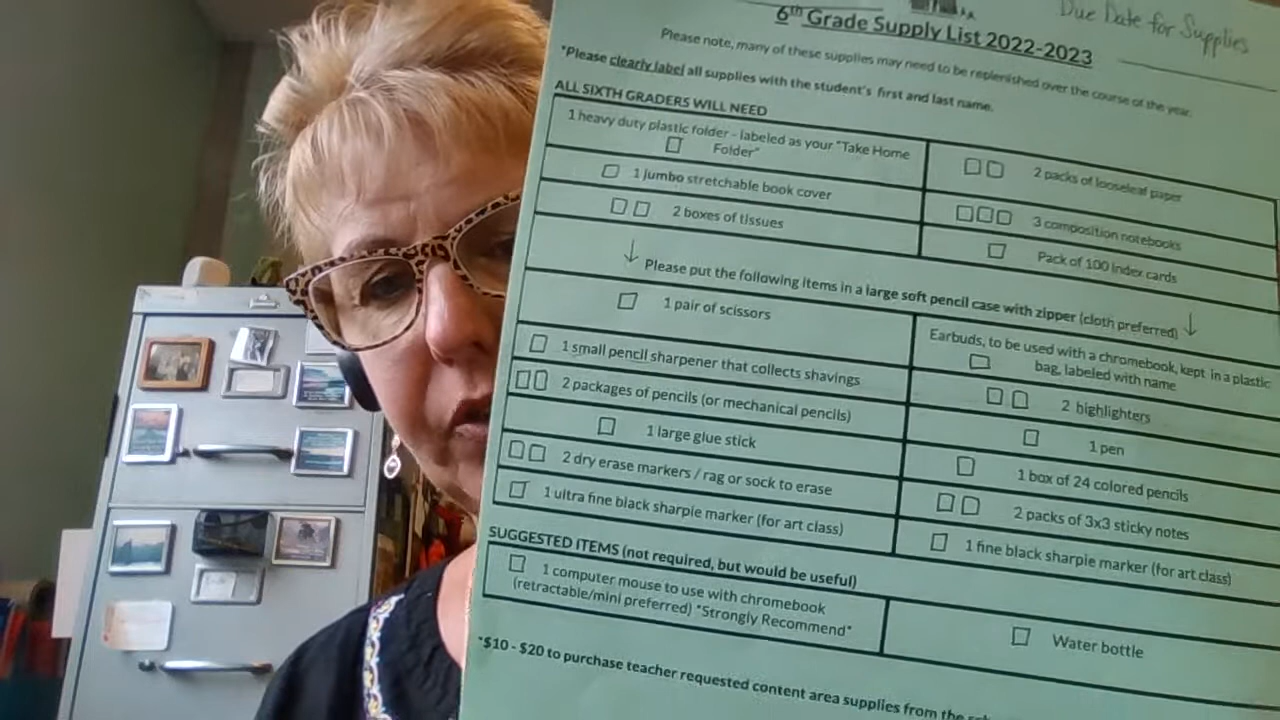 Due Date for Supplies
6th Grade Supply List 2022-2023
Please note, many of these supplies may need to be replenished over the course of the year.
*Please clearly label all supplies with the student's first and last name.
ALL SIXTH GRADERS WILL NEED
1 heavy duty plastic folder - labeled as your "Take Home
Folder"
2 packs of looseleaf paper
1 jumbo stretchable book cover
3 composition notebooks
2 boxes of tissues
Pack of 100 index cards
↓ Please put the following items in a large soft pencil case with zipper (cloth preferred) ↓
1 pair of scissors
Earbuds, to be used with a chromebook, kept in a plastic
bag, labeled with name
1 small pencil sharpener that collects shavings
2 highlighters
2 packages of pencils (or mechanical pencils)
1 pen
1 large glue stick
1 box of 24 colored pencils
2 dry erase markers / rag or sock to erase
2 packs of 3x3 sticky notes
1 ultra fine black sharpie marker (for art class)
1 fine black sharpie marker (for art class)
SUGGESTED ITEMS (not required, but would be useful)
1 computer mouse to use with chromebook
(retractable/mini preferred) *Strongly Recommend*
Water bottle
*$10 - $20 to purchase teacher requested content area supplies from the